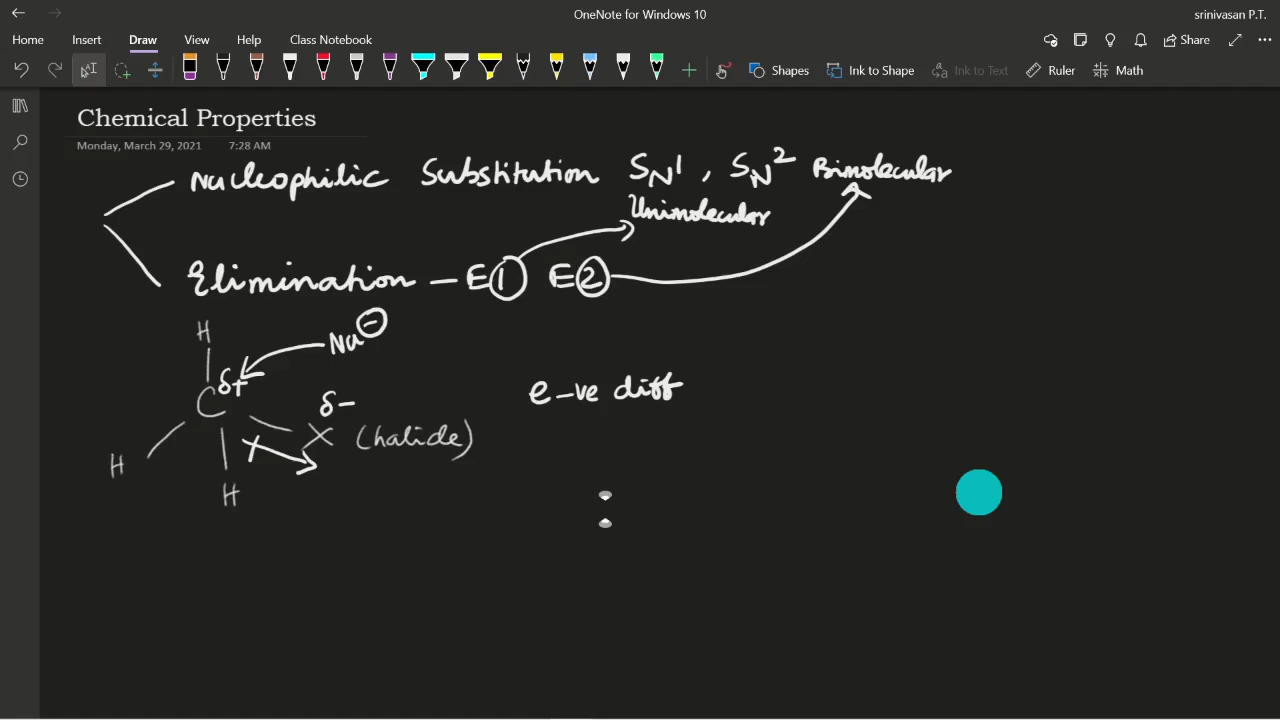 OneNote for Windows 10
srinivasan P.T.
Home Insert Draw View Help Class Notebook
Share
Shapes Ink to Shape Ink to Text Ruler Math
Chemical Properties
Monday, March 29, 2021 7:28 AM
Nucleophilic Substitution SN1, SN2 Bimolecular
Unimolecular
Elimination – E1 E2
H
Nu⊖
C δ+
δ–
X (halide)
e -ve diff
H
H